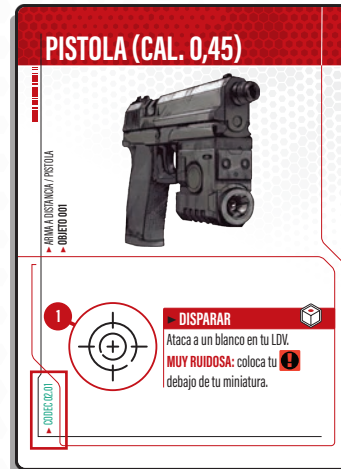 PISTOLA (CAL. 0,45)
► ARMA A DISTANCIA / PISTOLA
► OBJETO 001
1
► DISPARAR
Ataca a un blanco en tu LDV.
MUY RUIDOSA: coloca tu !
debajo de tu miniatura.
► CODEC 02.01